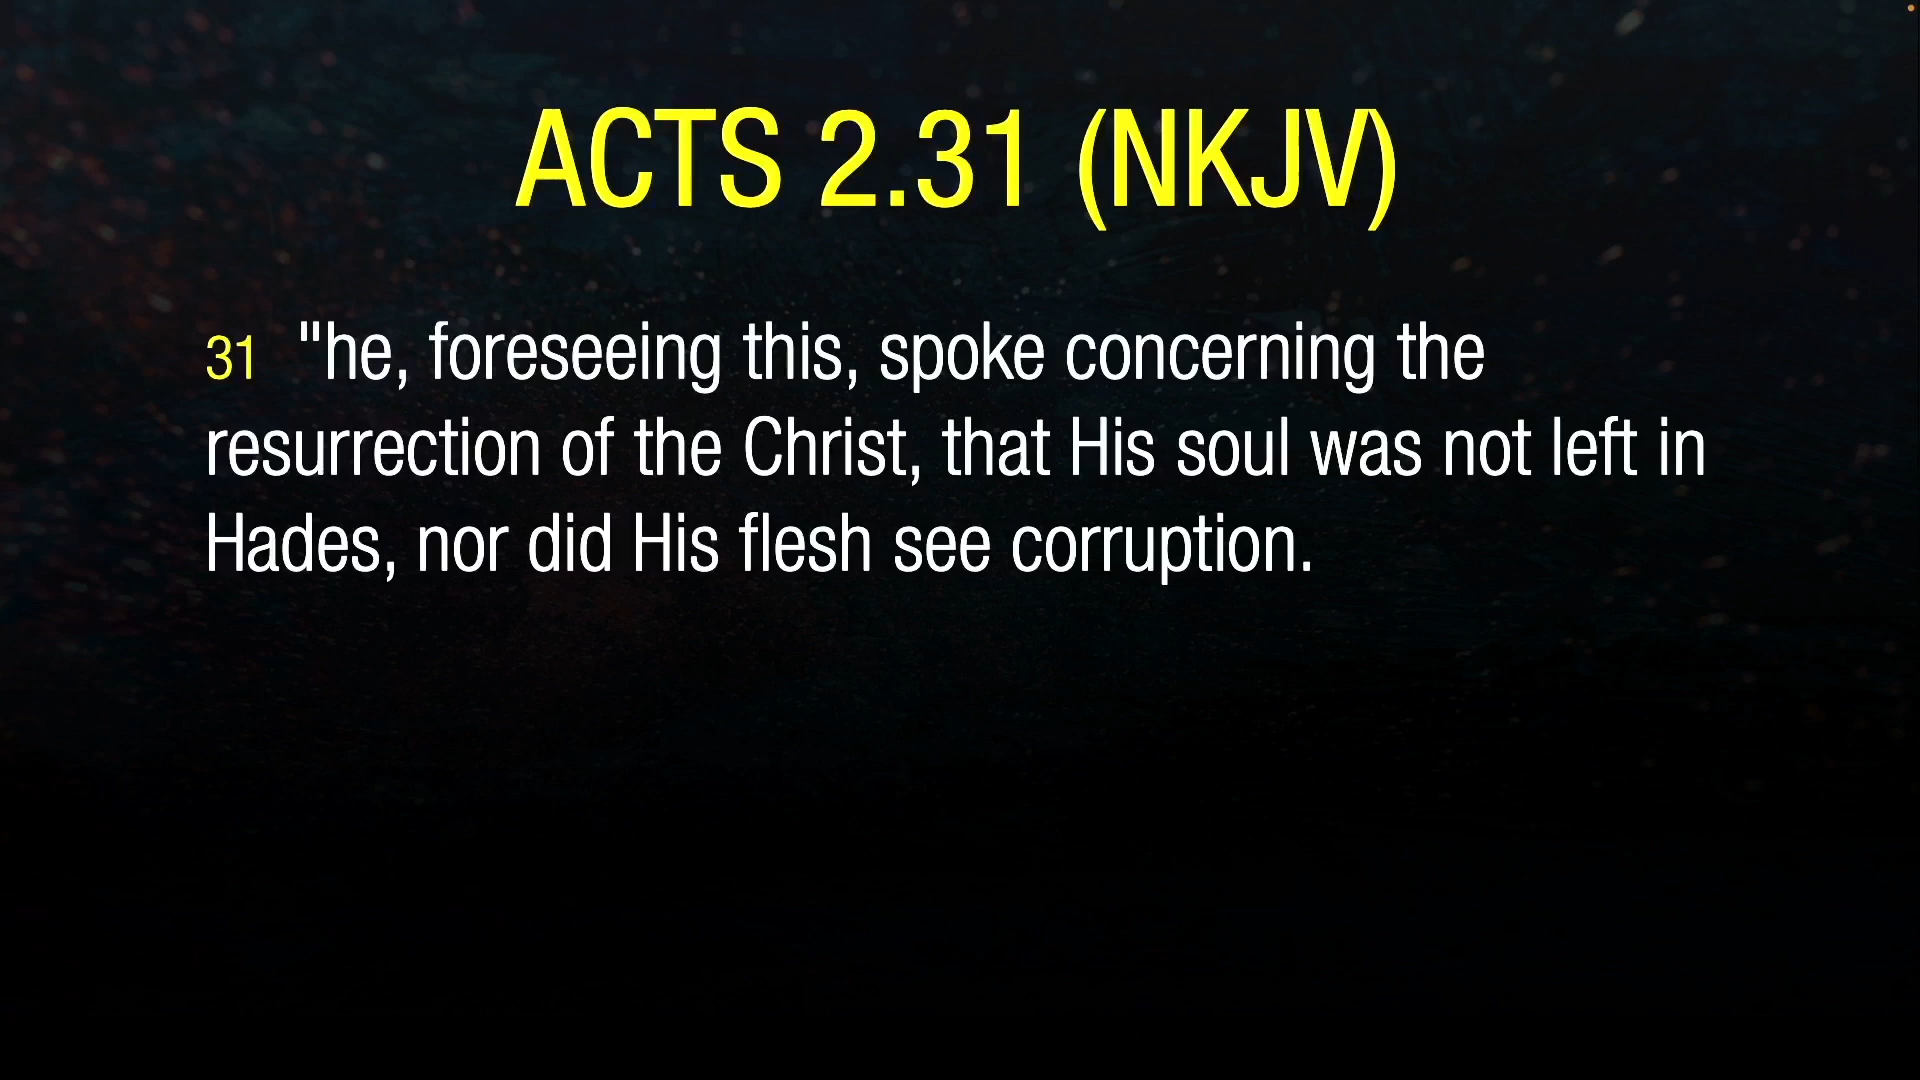 ACTS 2.31 (NKJV)
31 "he, foreseeing this, spoke concerning the
resurrection of the Christ, that His soul was not left in
Hades, nor did His flesh see corruption.